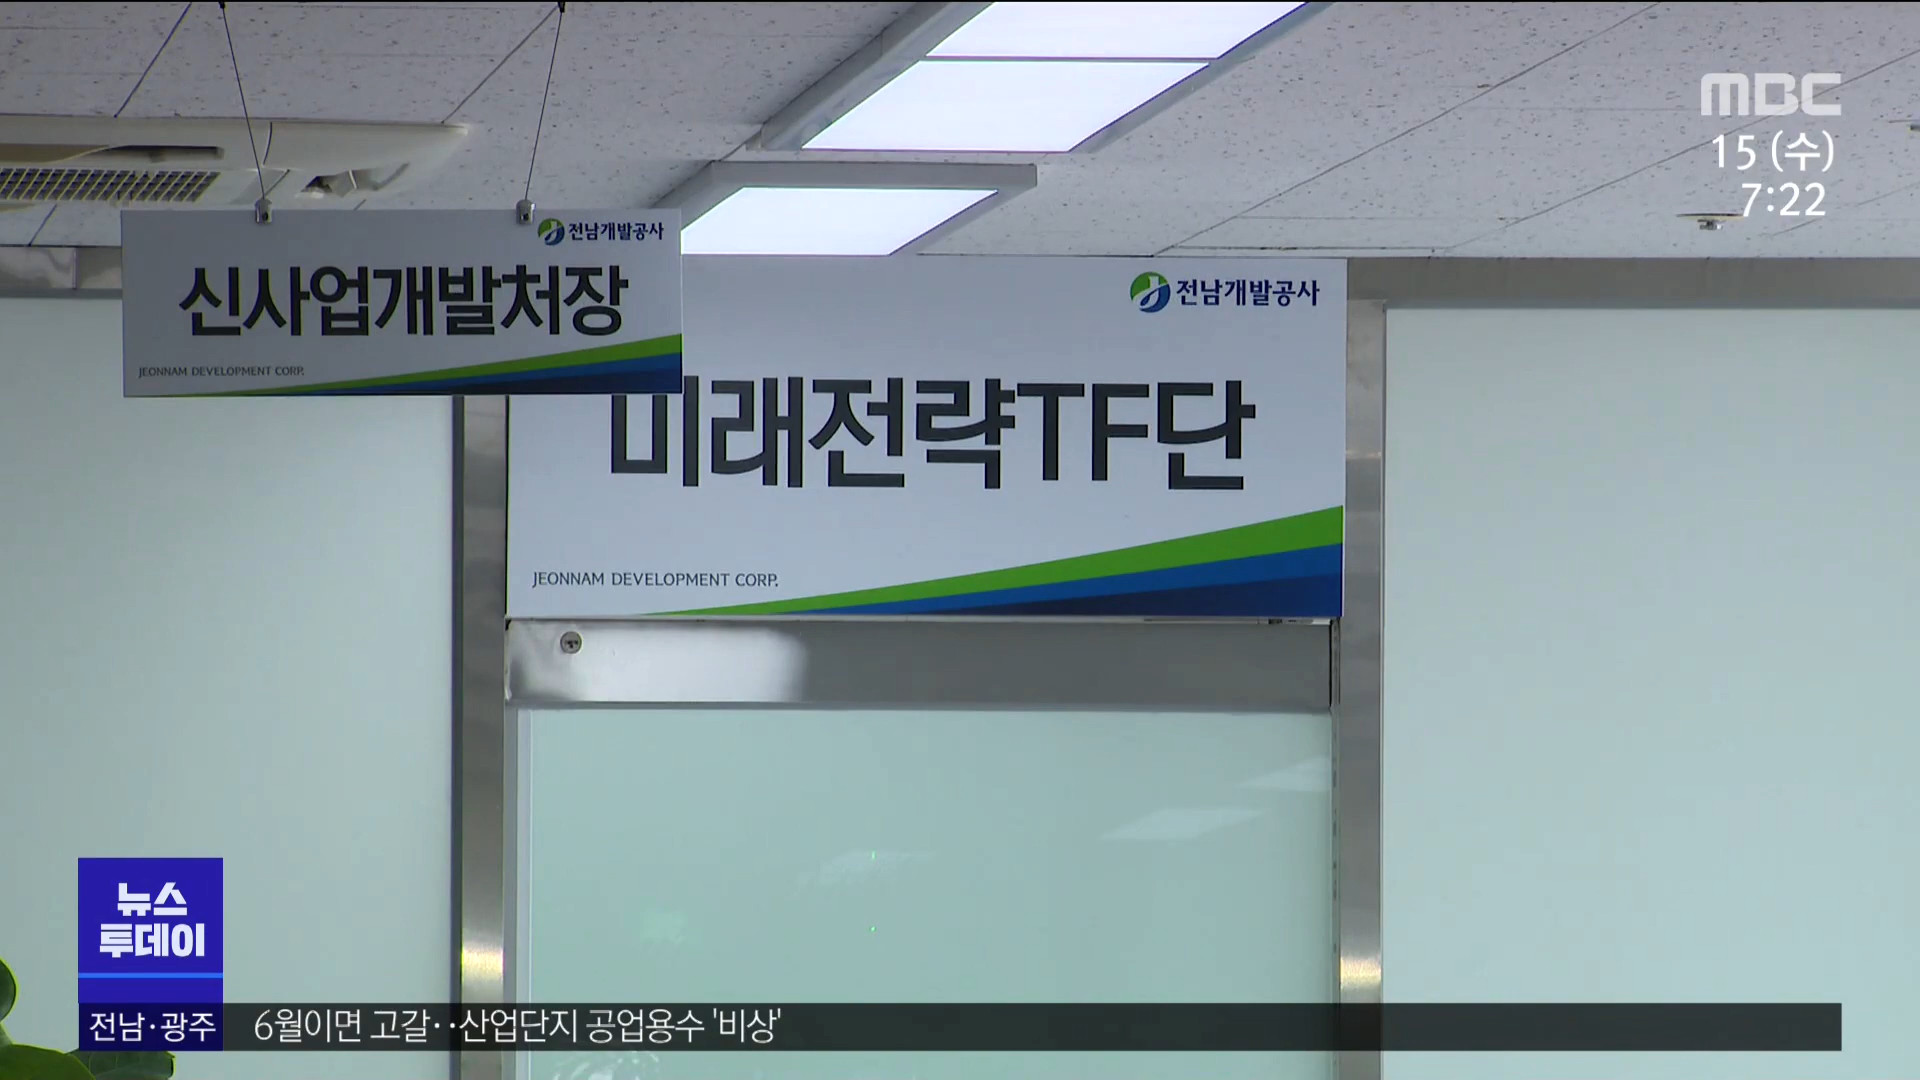 MBC
15 (수)
7:22
전남개발공사
신사업개발처장
JEONNAM DEVELOPMENT CORP.
전남개발공사
미래전략TF단
JEONNAM DEVELOPMENT CORP.
뉴스
투데이
전남·광주
6월이면 고갈‥산업단지 공업용수 '비상'